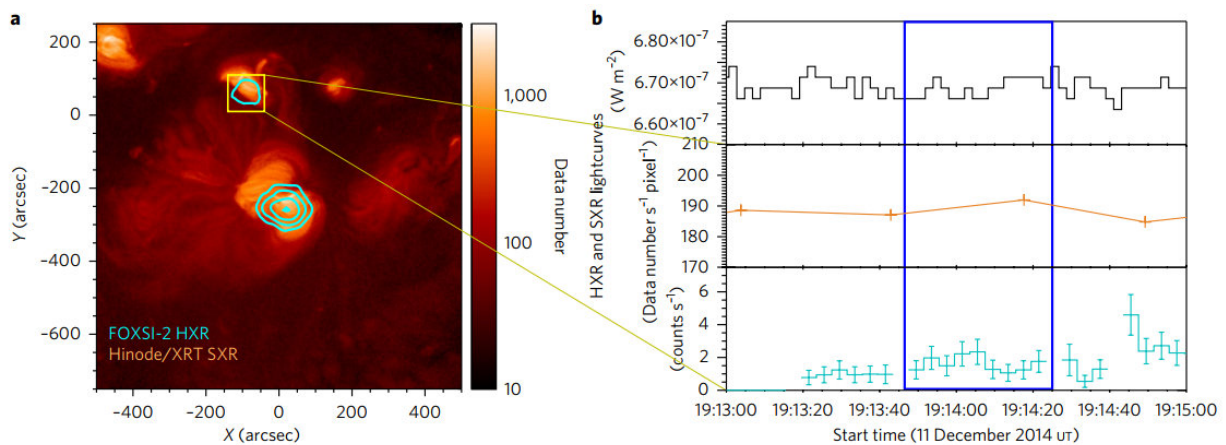 a
200
0
−200
−400
−600
Y (arcsec)
−400
−200
0
200
400
X (arcsec)
FOXSI-2 HXR
Hinode/XRT SXR
1,000
100
10
Data number
b
HXR and SXR lightcurves
(W m−2)
6.80×10−7
6.70×10−7
6.60×10−7
(Data number s−1 pixel−1)
210
200
190
180
170
(counts s−1)
6
4
2
0
19:13:00
19:13:20
19:13:40
19:14:00
19:14:20
19:14:40
19:15:00
Start time (11 December 2014 UT)